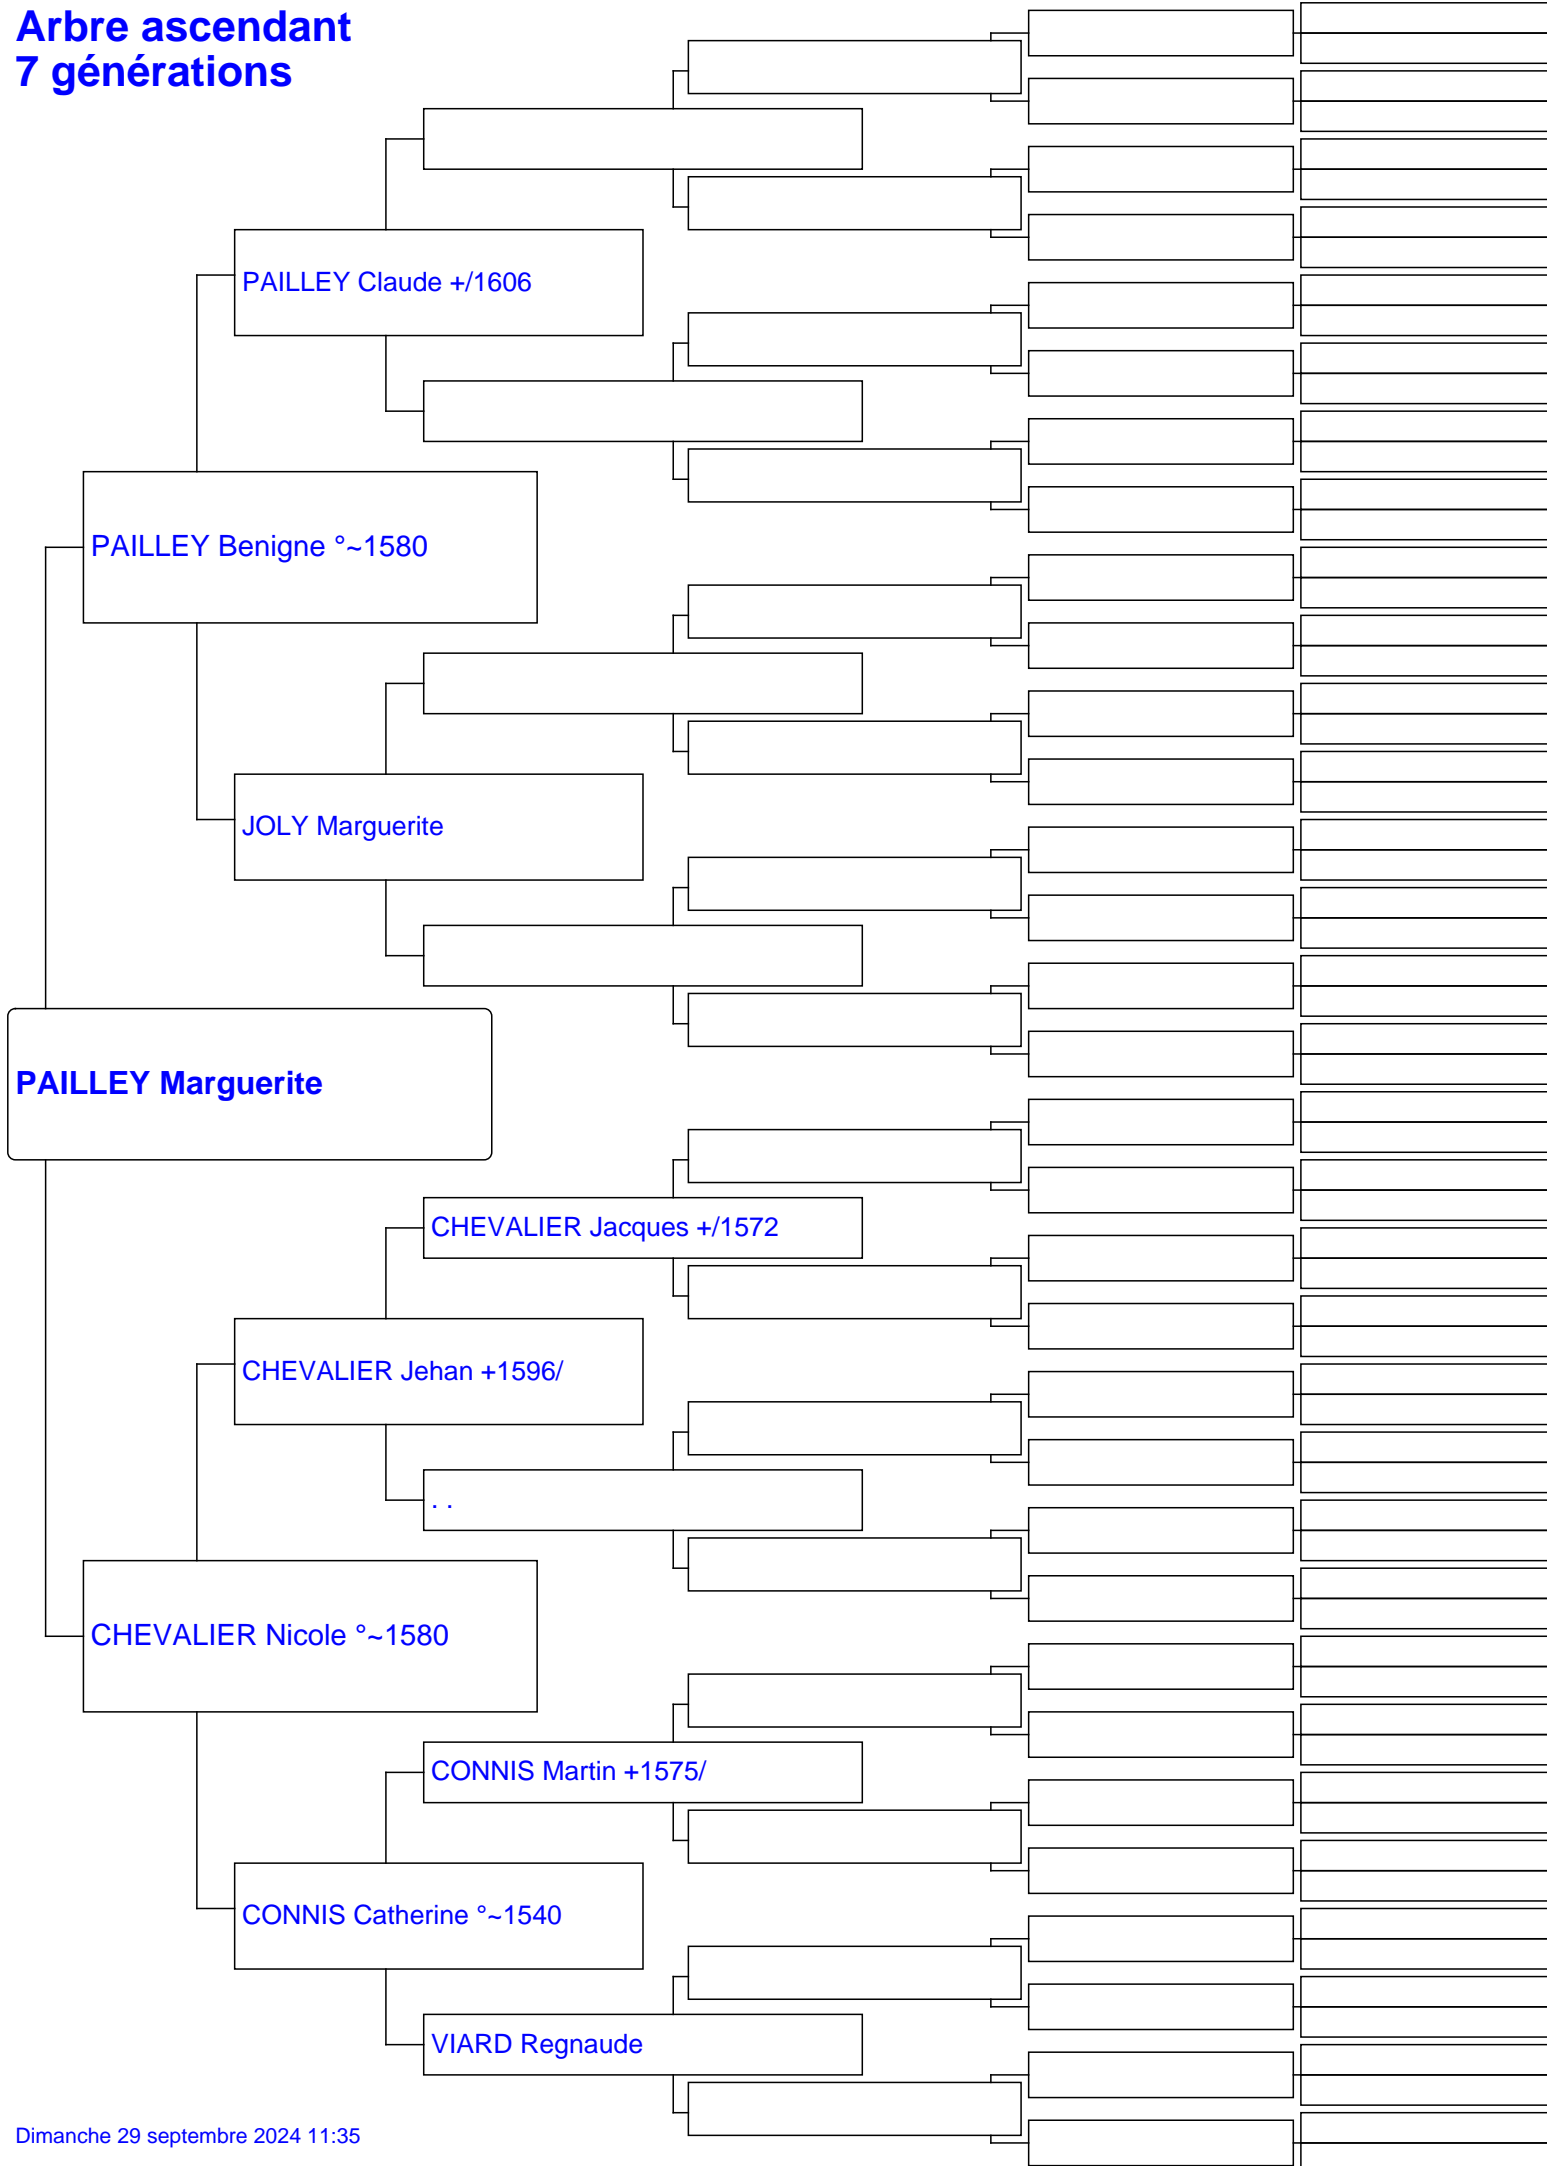 Arbre ascendant
7 générations
PAILLEY Claude +/1606
PAILLEY Benigne °~1580
JOLY Marguerite
PAILLEY Marguerite
CHEVALIER Jacques +/1572
CHEVALIER Jehan +1596/
. .
CHEVALIER Nicole °~1580
CONNIS Martin +1575/
CONNIS Catherine °~1540
VIARD Regnaude
Dimanche 29 septembre 2024 11:35